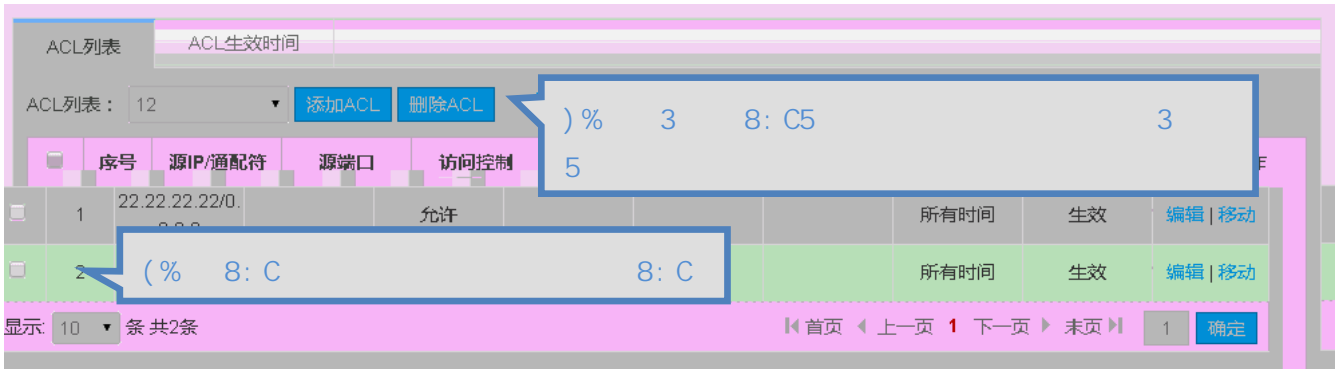 ACL列表 ACL生效时间
ACL列表： 12 添加ACL 删除ACL
)% 3 8: C5 3
5
序号 源IP/通配符 源端口 访问控制
1 22.22.22.22/0. 允许 所有时间 生效 编辑 | 移动
2 所有时间 生效 编辑 | 移动
(% 8: C 8: C
显示: 10 条 共2条 首页 上一页 1 下一页 末页 1 确定